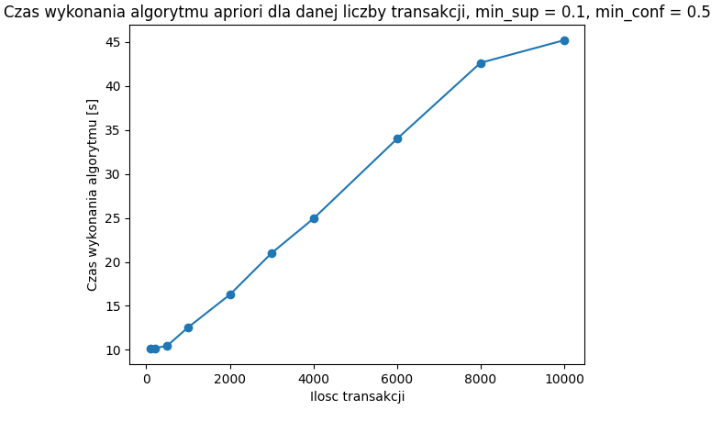 Czas wykonania algorytmu apriori dla danej liczby transakcji, min_sup = 0.1, min_conf = 0.5
45
40
35
30
25
20
15
10
Czas wykonania algorytmu [s]
0 2000 4000 6000 8000 10000
Ilosc transakcji